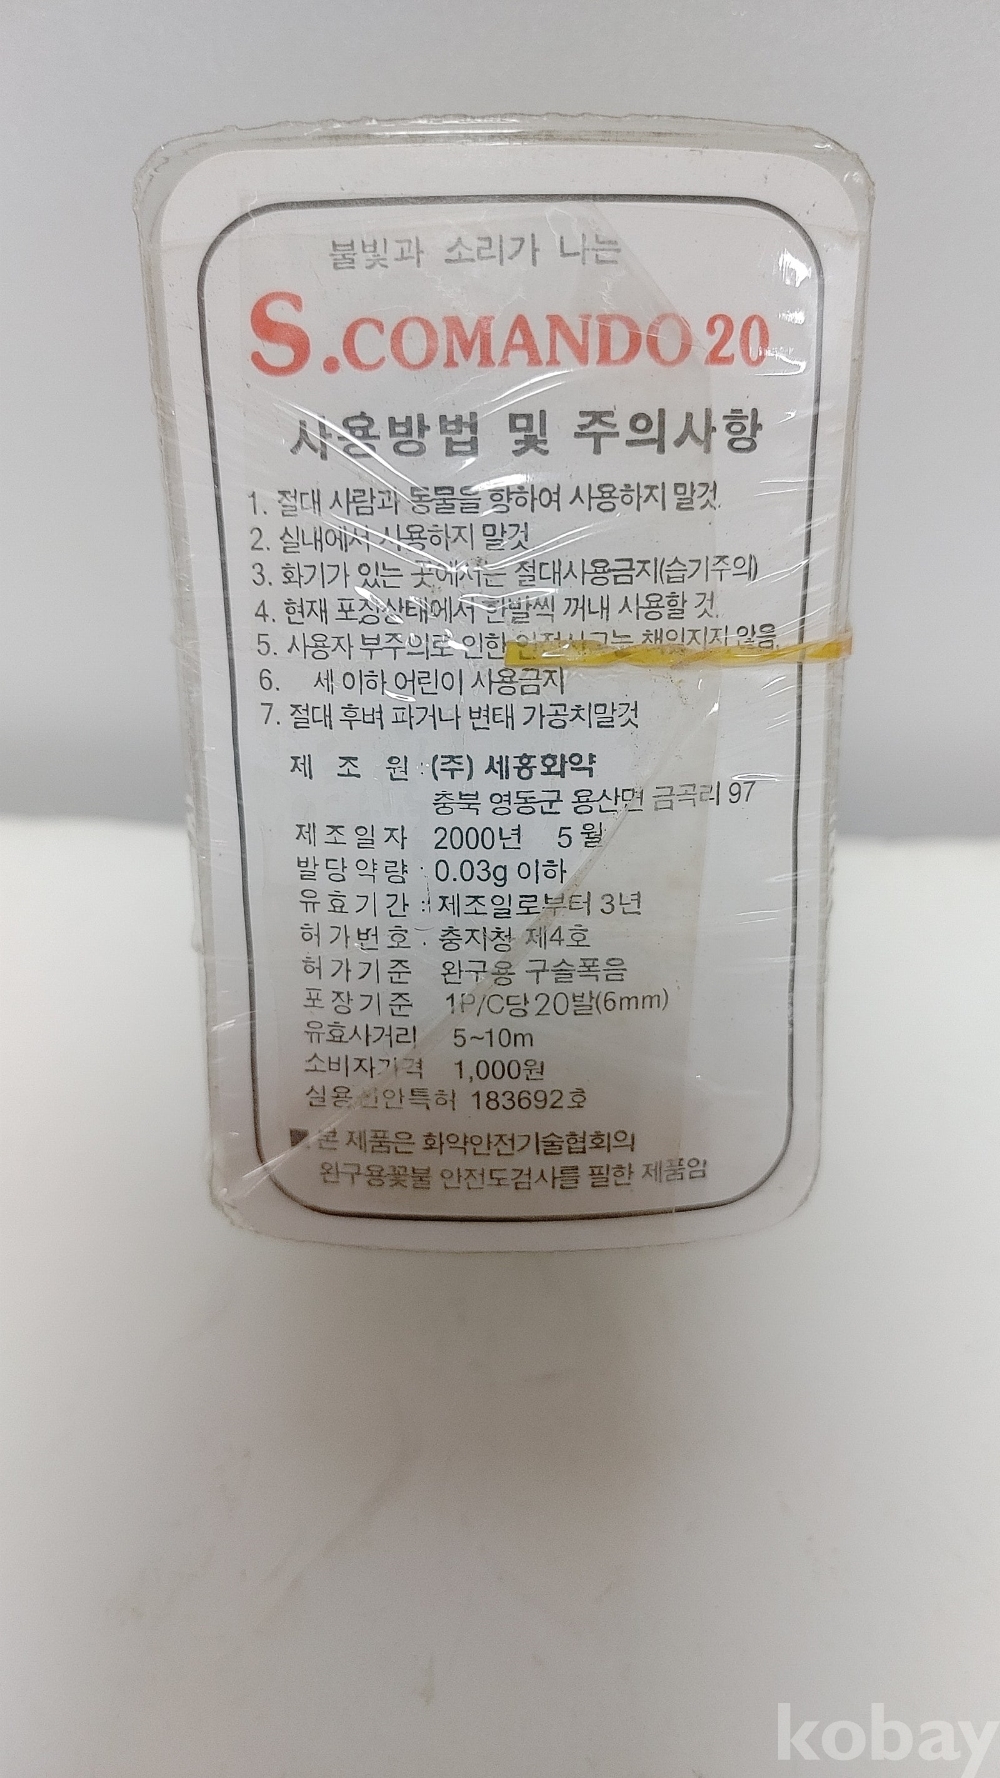 불빛과 소리가 나는
S.COMANDO 20
사용방법 및 주의사항
1. 절대 사람과 동물을 향하여 사용하지 말것.
2. 실내에서 사용하지 말것
3. 화기가 있는 곳에서는 절대사용금지(습기주의)
4. 현재 포장상태에서 한발씩 꺼내 사용할 것.
5. 사용자 부주의로 인한 안전사고는 책임지지 않음.
6. 세 이하 어린이 사용금지
7. 절대 후벼 파거나 변태 가공치말것
제 조 원 : (주) 세흥화약
충북 영동군 용산면 금곡리 97
제조일자 2000년 5월
발당약량 : 0.03g 이하
유효기간 : 제조일로부터 3년
허가번호 : 충지청 제4호
허가기준 완구용 구슬폭음
포장기준 1P/C당 20발(6mm)
유효사거리 5~10m
소비자가격 1,000원
실용신안특허 183692호
■ 본 제품은 화약안전기술협회의
완구용꽃불 안전도검사를 필한 제품임
kobay